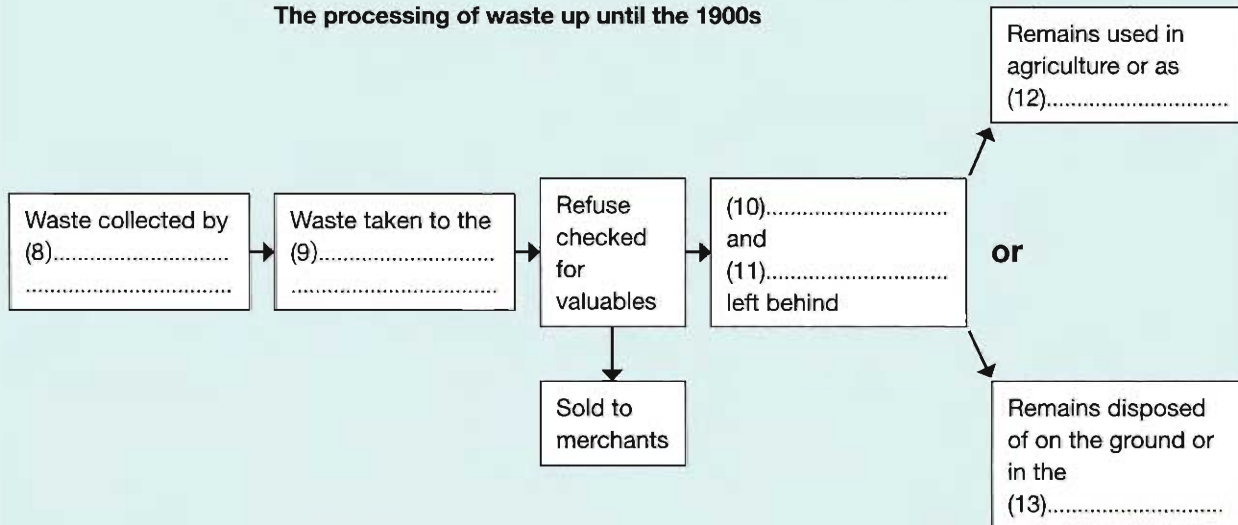 The processing of waste up until the 1900s
Waste collected by
(8)..............................
...................................
Waste taken to the
(9)..............................
...................................
Refuse
checked
for
valuables
Sold to
merchants
(10)..............................
and
(11)..............................
left behind
or
Remains used in
agriculture or as
(12)..............................
Remains disposed
of on the ground or
in the
(13)..............................